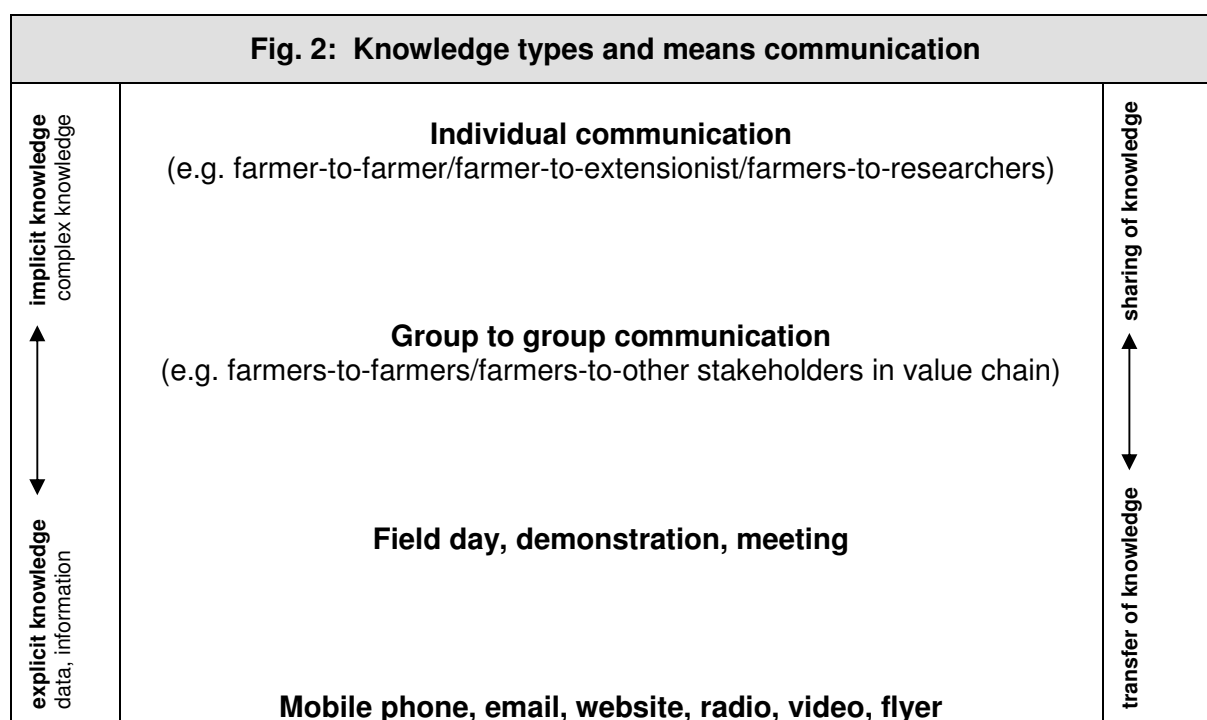 Fig. 2: Knowledge types and means communication
implicit knowledge
complex knowledge
explicit knowledge
data, information
Individual communication
(e.g. farmer-to-farmer/farmer-to-extensionist/farmers-to-researchers)
Group to group communication
(e.g. farmers-to-farmers/farmers-to-other stakeholders in value chain)
Field day, demonstration, meeting
Mobile phone, email, website, radio, video, flyer
sharing of knowledge
transfer of knowledge